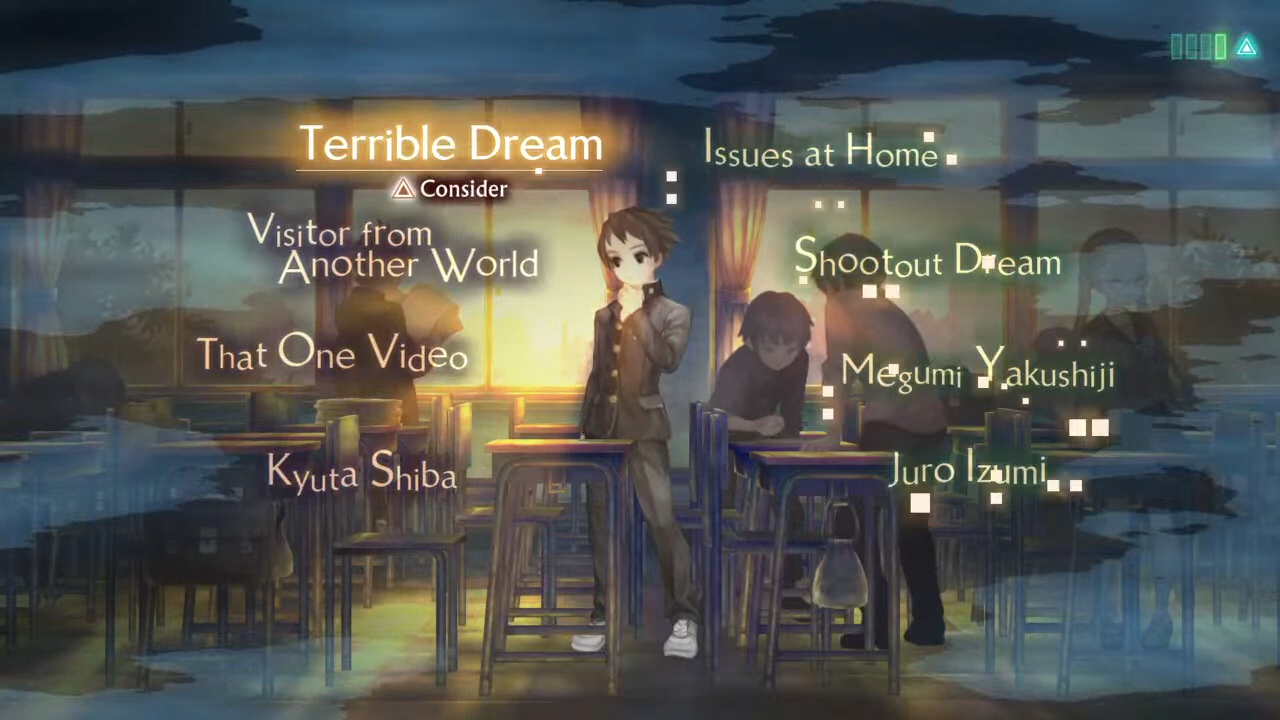 Terrible Dream
△ Consider
Visitor from
Another World
That One Video
Kyuta Shiba
Issues at Home
Shootout Dream
Megumi Yakushiji
Juro Izumi